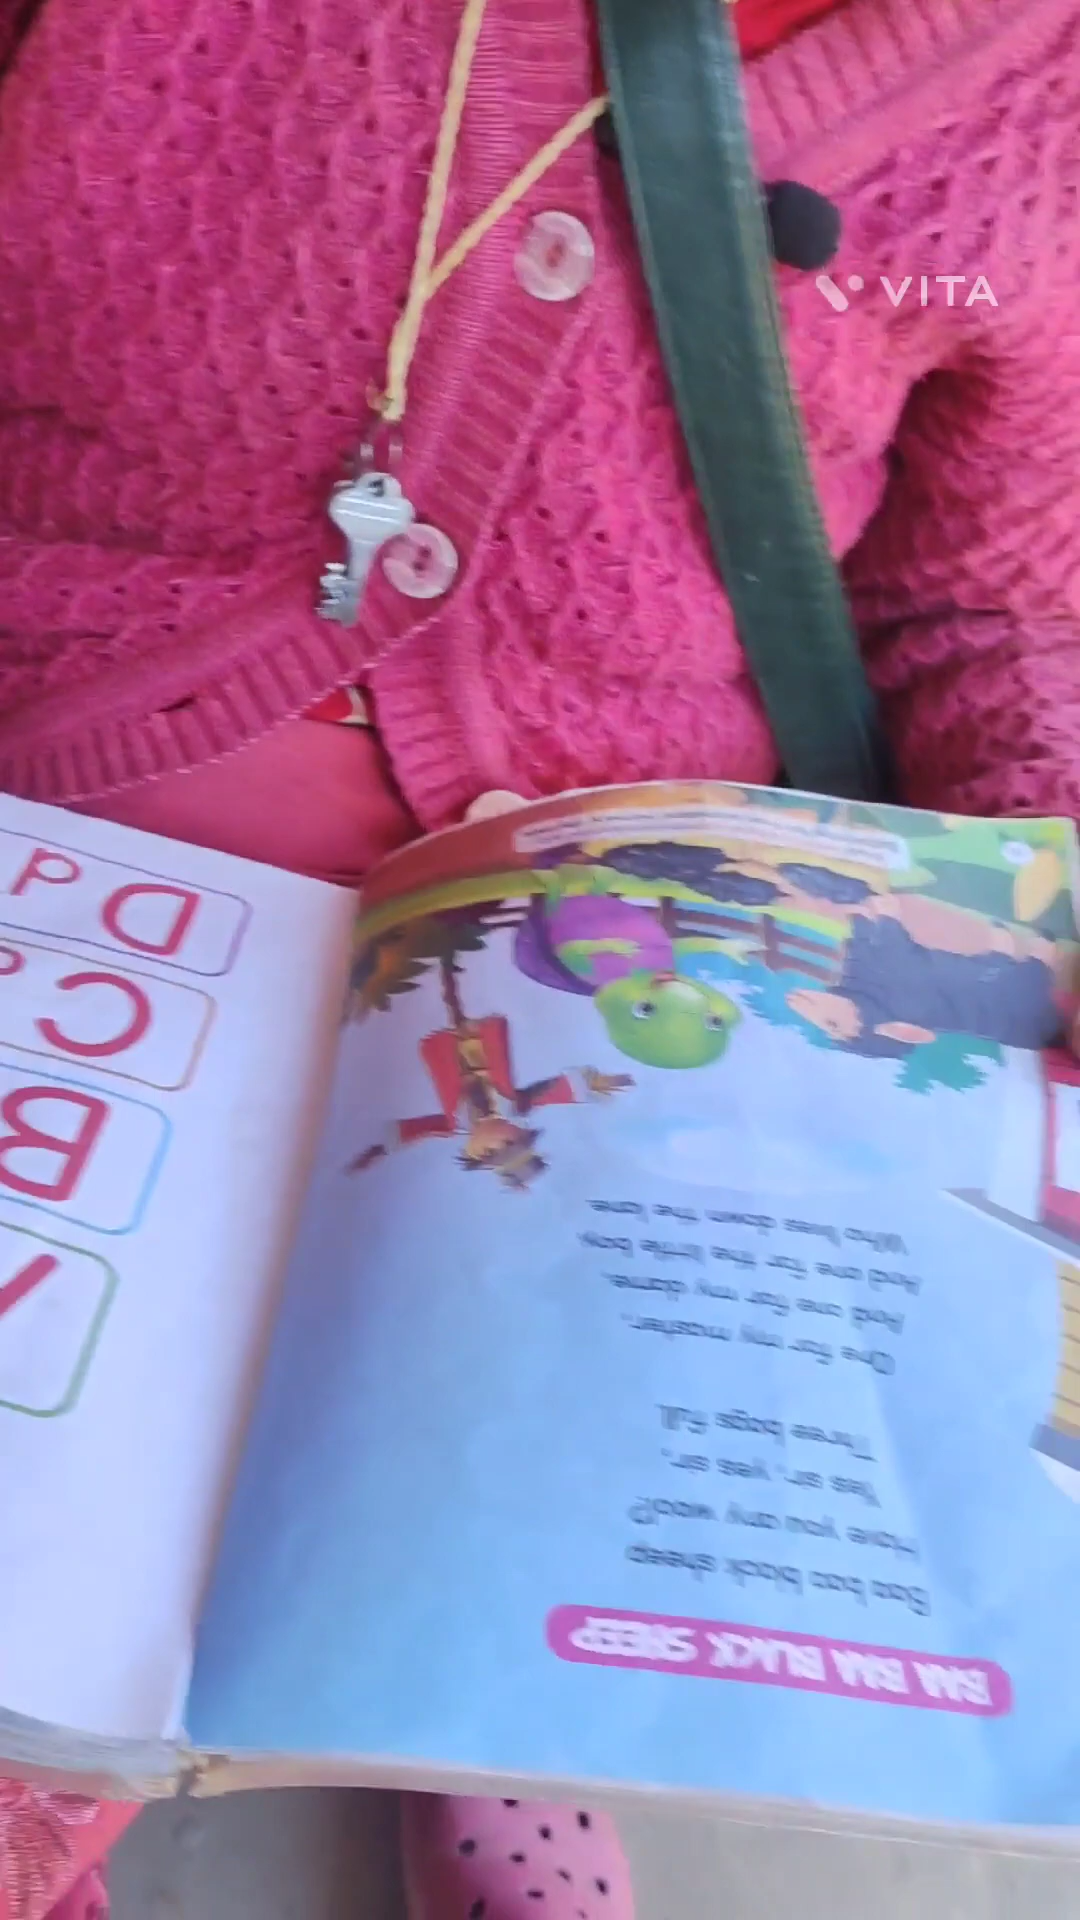 VITA
BAA BAA BLACK SHEEP
Baa baa black sheep
Have you any wool?
Yes sir, yes sir,
Three bags full.
One for my master,
And one for my dame,
And one for the little boy
Who lives down the lane.
B
C
D d